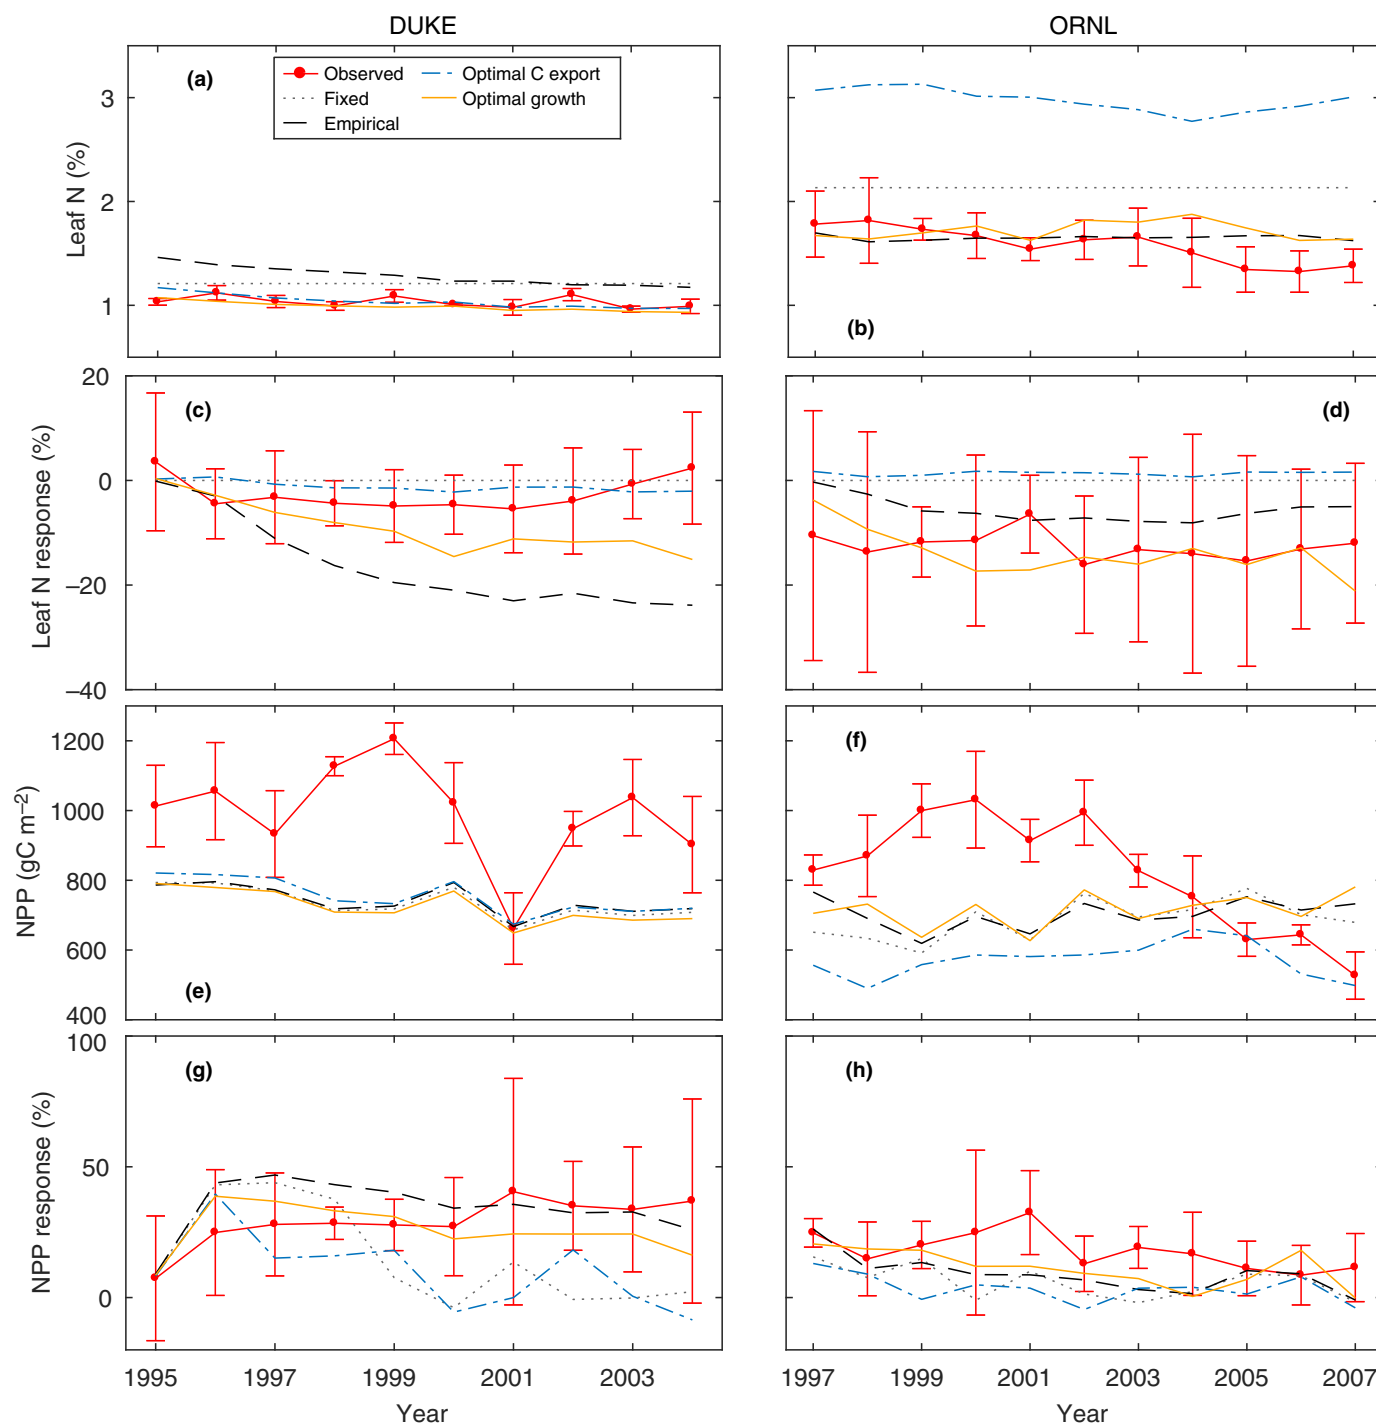 DUKE
ORNL
(a)
Observed
Fixed
Empirical
Optimal C export
Optimal growth
3
2
1
Leaf N (%)
(b)
20
0
−20
−40
Leaf N response (%)
(c)
(d)
1200
1000
800
600
400
NPP (gC m−2)
(e)
(f)
100
50
0
NPP response (%)
(g)
(h)
1995 1997 1999 2001 2003
Year
1997 1999 2001 2003 2005 2007
Year